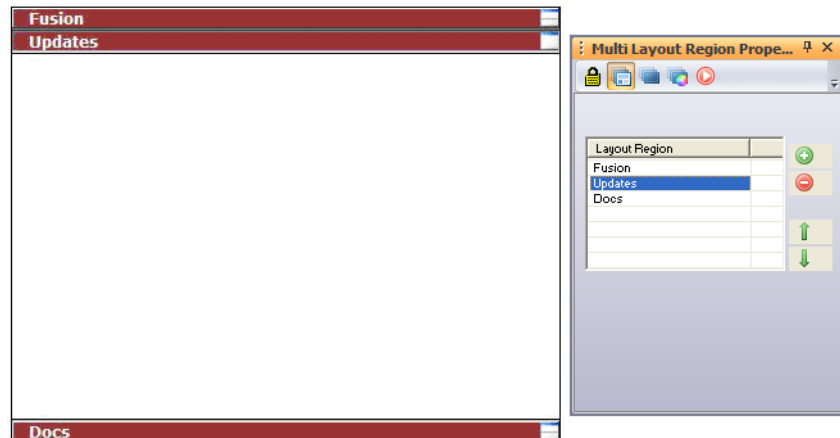 Fusion
Updates
Docs
Multi Layout Region Prope...
Layout Region
Fusion
Updates
Docs